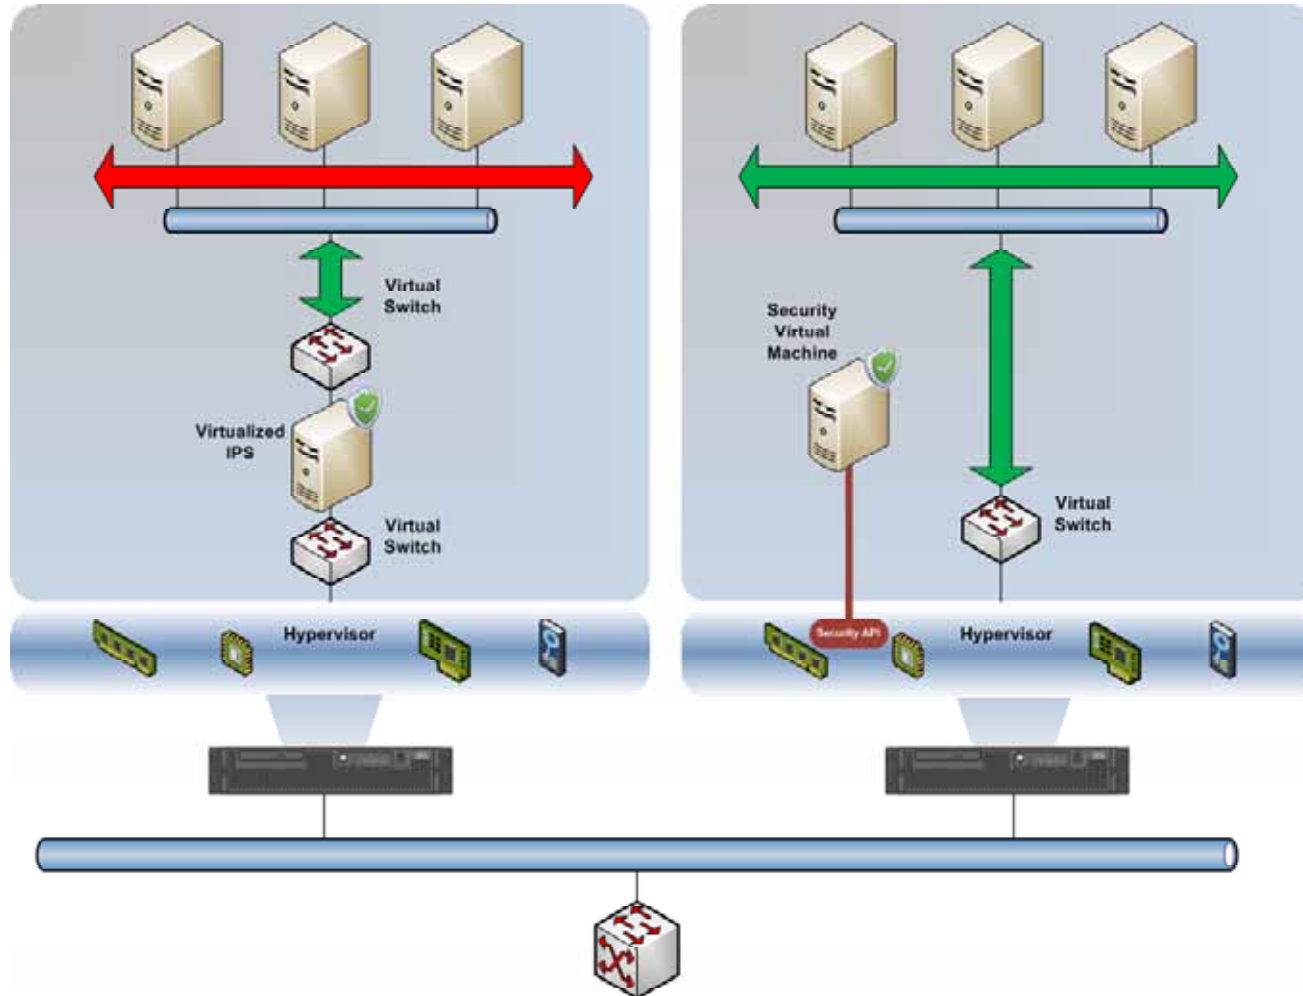 Virtual
Switch
Virtualized
IPS
Virtual
Switch
Hypervisor
Security
Virtual
Machine
Virtual
Switch
Security API
Hypervisor